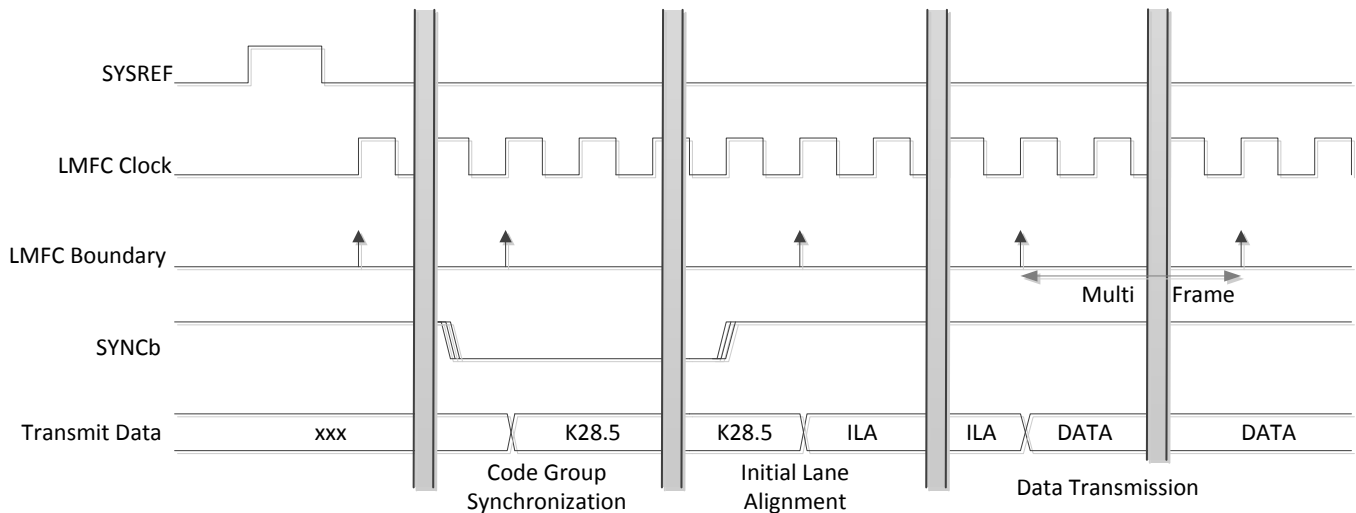 SYSREF
LMFC Clock
LMFC Boundary
Multi Frame
SYNCb
Transmit Data
xxx
K28.5
K28.5
ILA
ILA
DATA
DATA
Code Group
Synchronization
Initial Lane
Alignment
Data Transmission